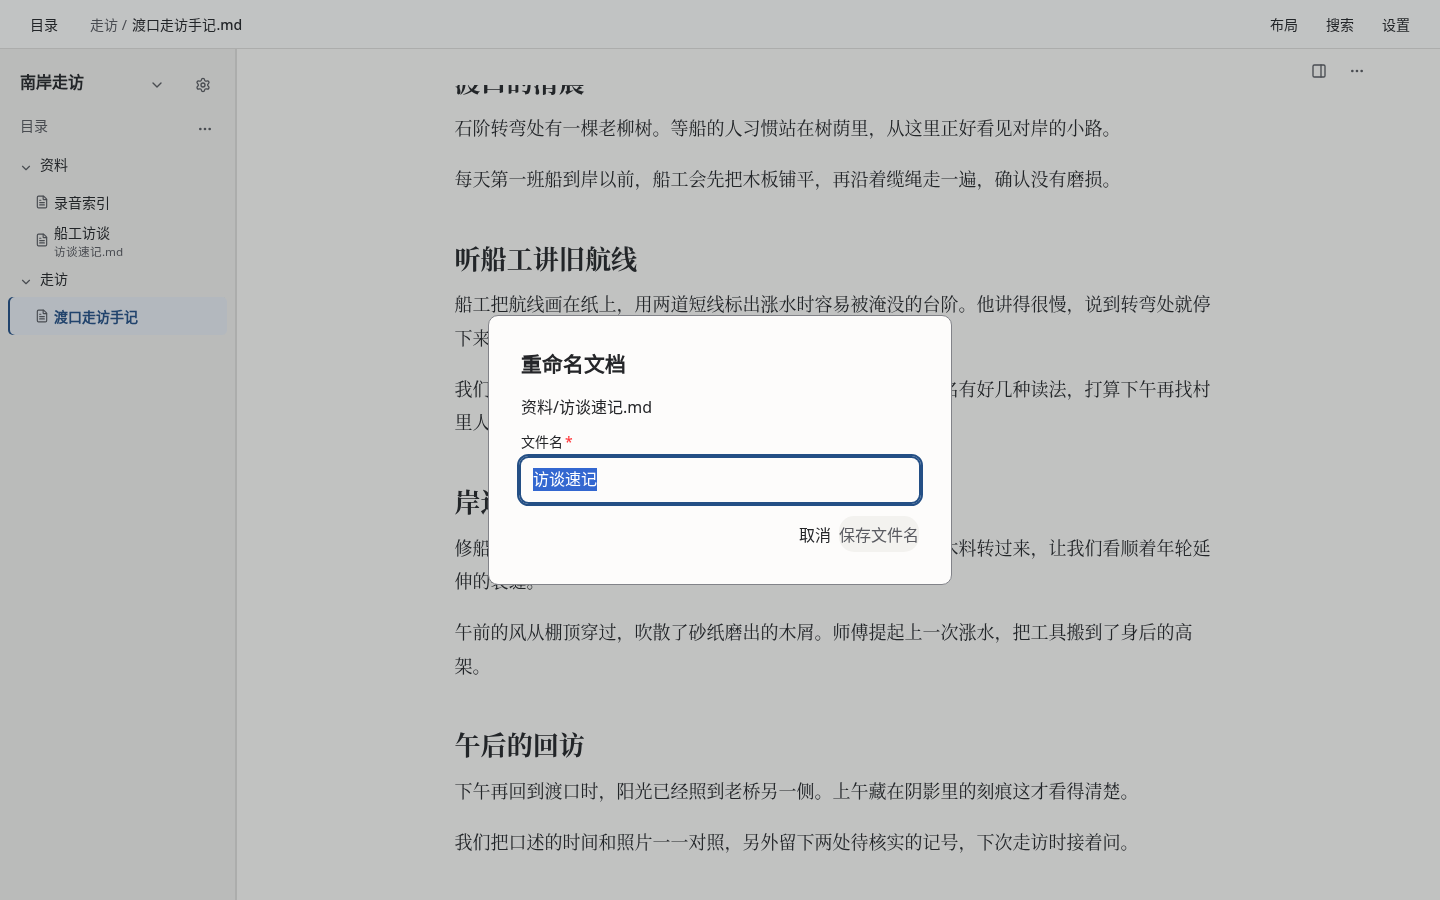 目录
走访 / 渡口走访手记.md
布局
搜索
设置
南岸走访
目录
资料
录音索引
船工访谈
访谈速记.md
走访
渡口走访手记
石阶转弯处有一棵老柳树。等船的人习惯站在树荫里，从这里正好看见对岸的小路。
每天第一班船到岸以前，船工会先把木板铺平，再沿着缆绳走一遍，确认没有磨损。
听船工讲旧航线
船工把航线画在纸上，用两道短线标出涨水时容易被淹没的台阶。他讲得很慢，说到转弯处就停
下来
我们
名有好几种读法，打算下午再找村
里人
重命名文档
资料/访谈速记.md
文件名*
访谈速记
取消
保存文件名
岸
修船
木料转过来，让我们看顺着年轮延
伸的
午前的风从棚顶穿过，吹散了砂纸磨出的木屑。师傅提起上一次涨水，把工具搬到了身后的高
架。
午后的回访
下午再回到渡口时，阳光已经照到老桥另一侧。上午藏在阴影里的刻痕这才看得清楚。
我们把口述的时间和照片一一对照，另外留下两处待核实的记号，下次走访时接着问。